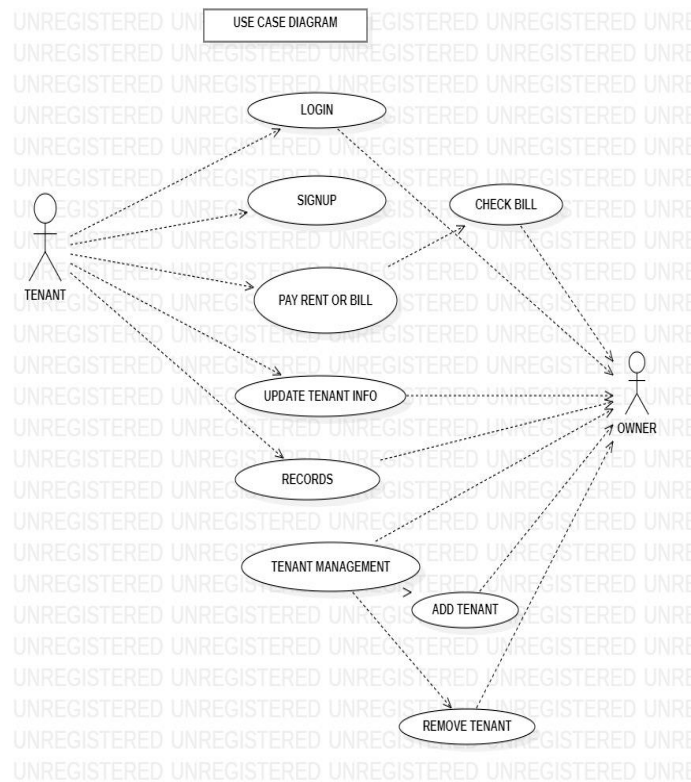 USE CASE DIAGRAM
LOGIN
SIGNUP
CHECK BILL
TENANT
PAY RENT OR BILL
UPDATE TENANT INFO
OWNER
RECORDS
TENANT MANAGEMENT
ADD TENANT
REMOVE TENANT
UNREGISTERED